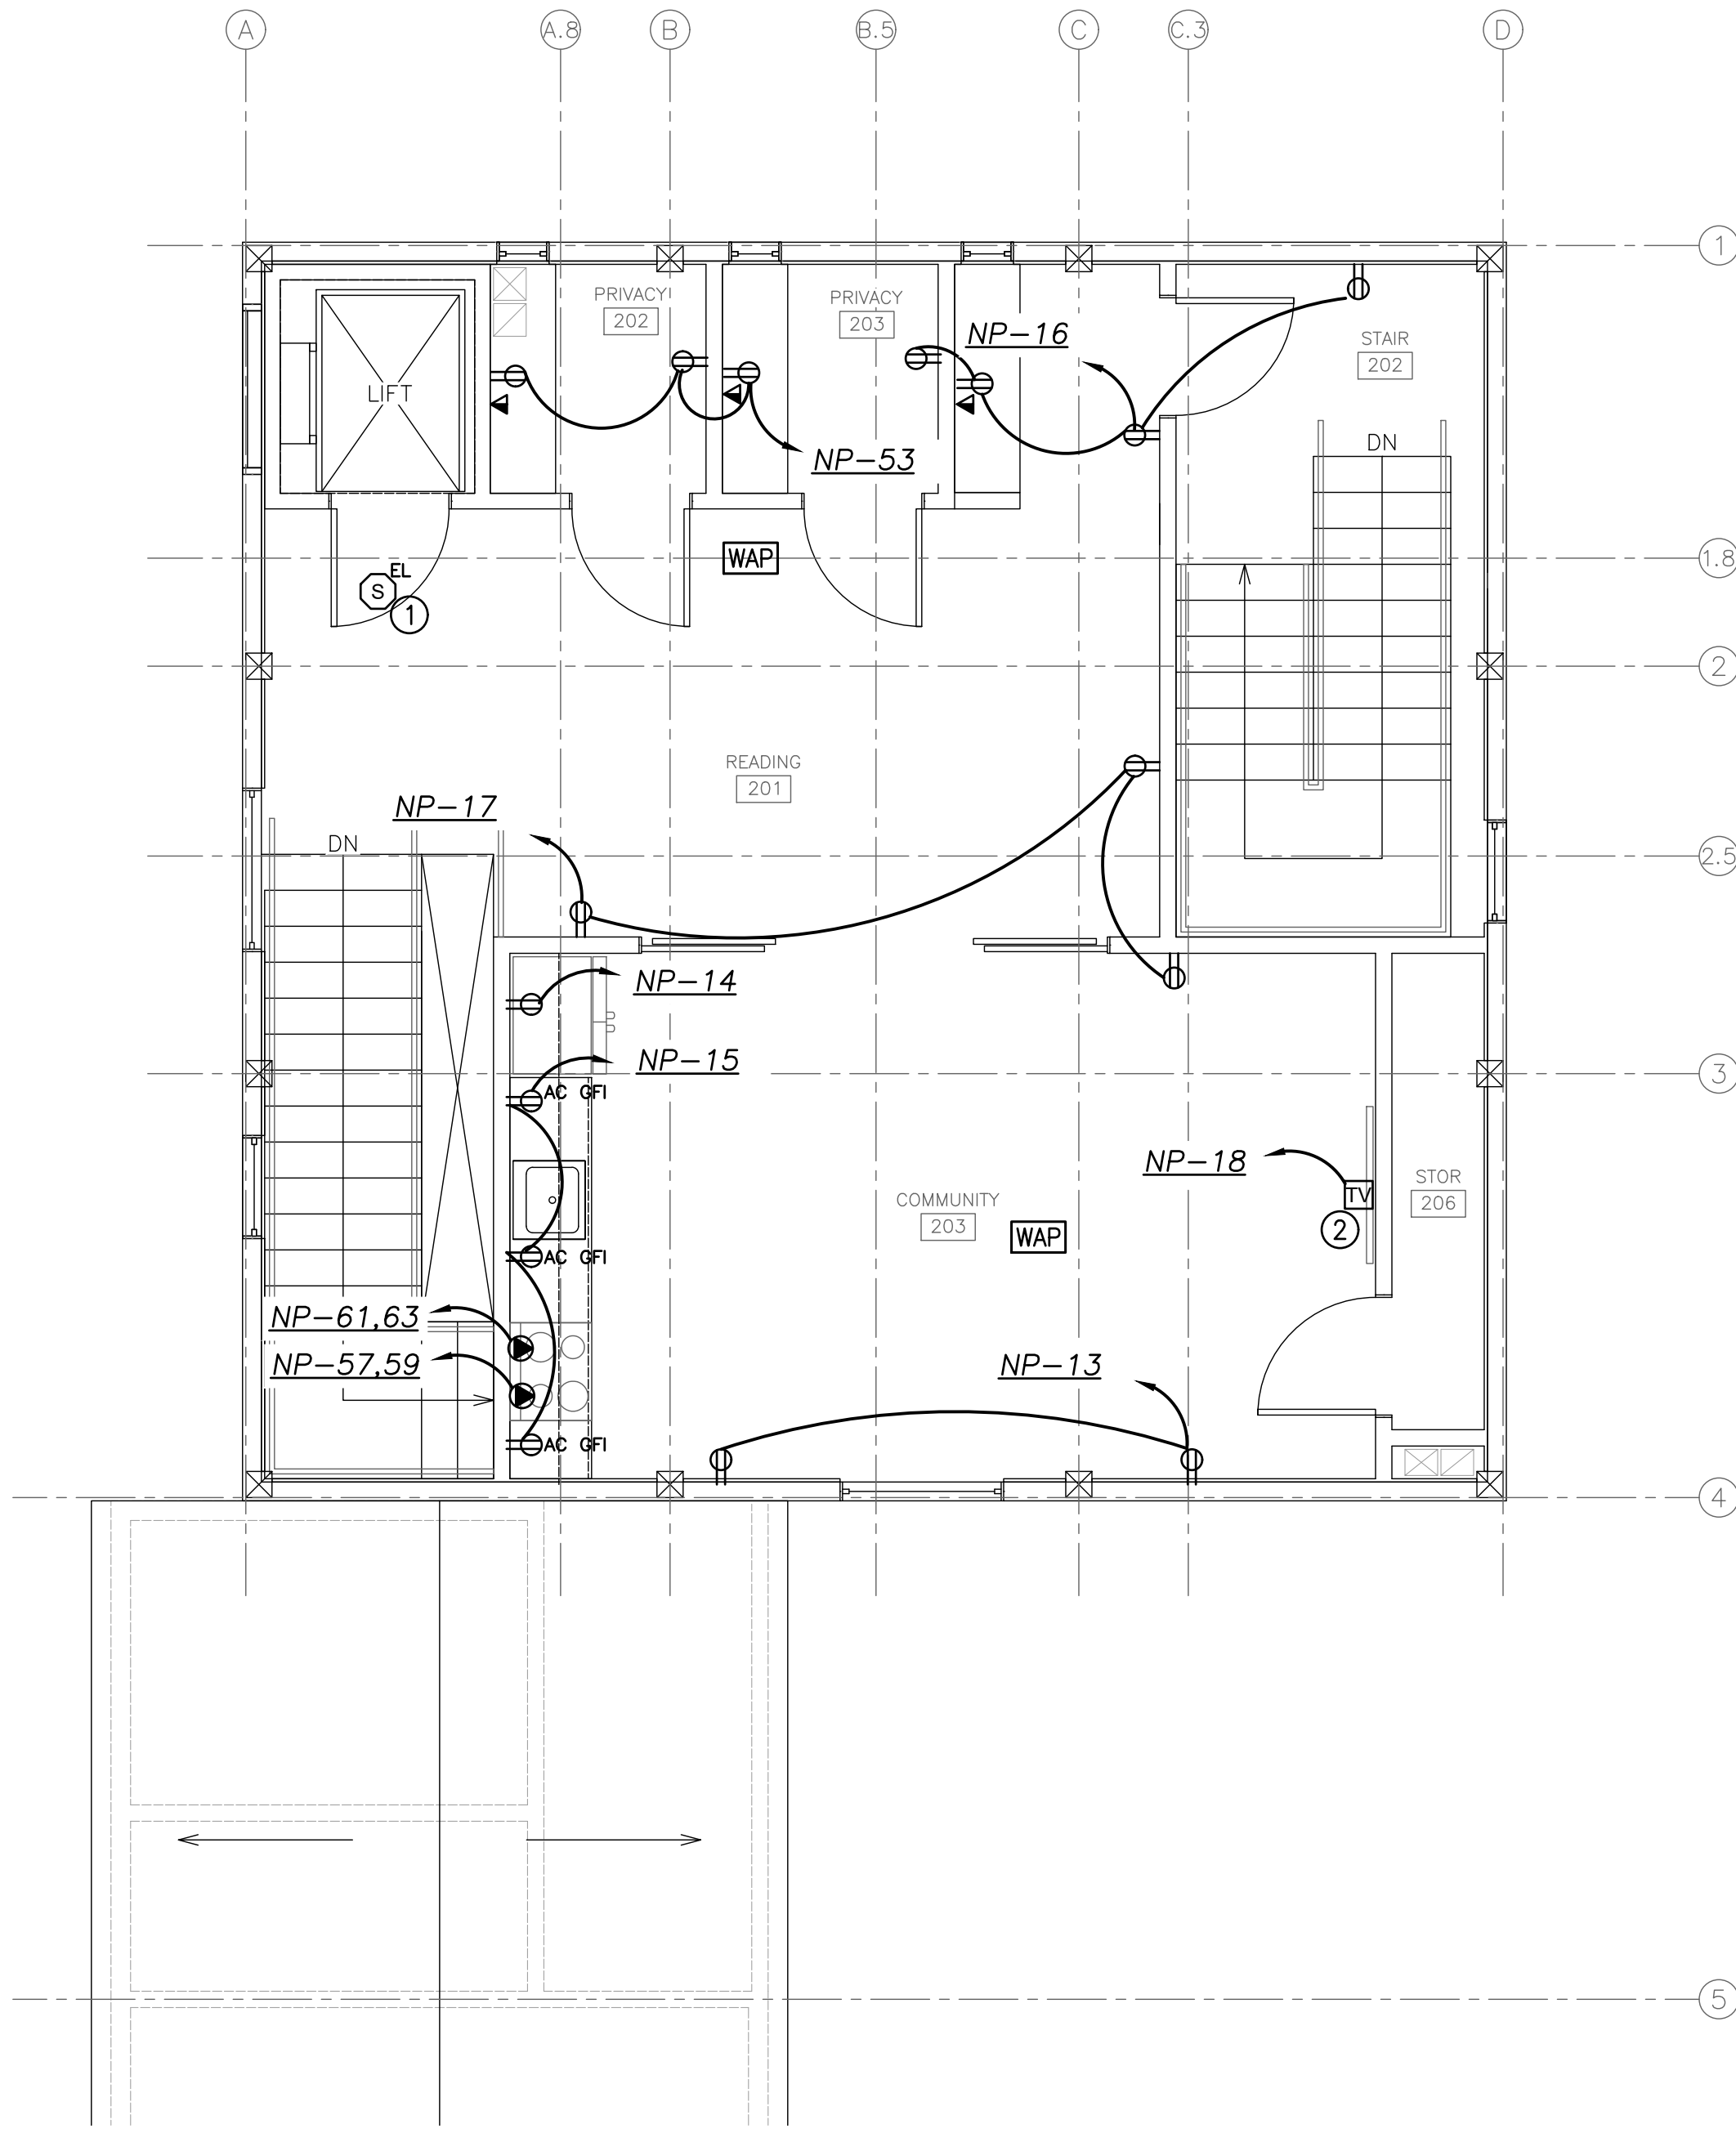 A
A.8
B
B.5
C
C.3
D
1
PRIVACY
202
PRIVACY
203
NP-16
STAIR
202
LIFT
DN
NP-53
EL
S
1
WAP
1.8
2
READING
201
NP-17
DN
2.5
NP-14
NP-15
3
AC GFI
NP-18
TV
2
STOR
206
COMMUNITY
203
WAP
AC GFI
NP-61,63
NP-57,59
NP-13
AC GFI
4
5